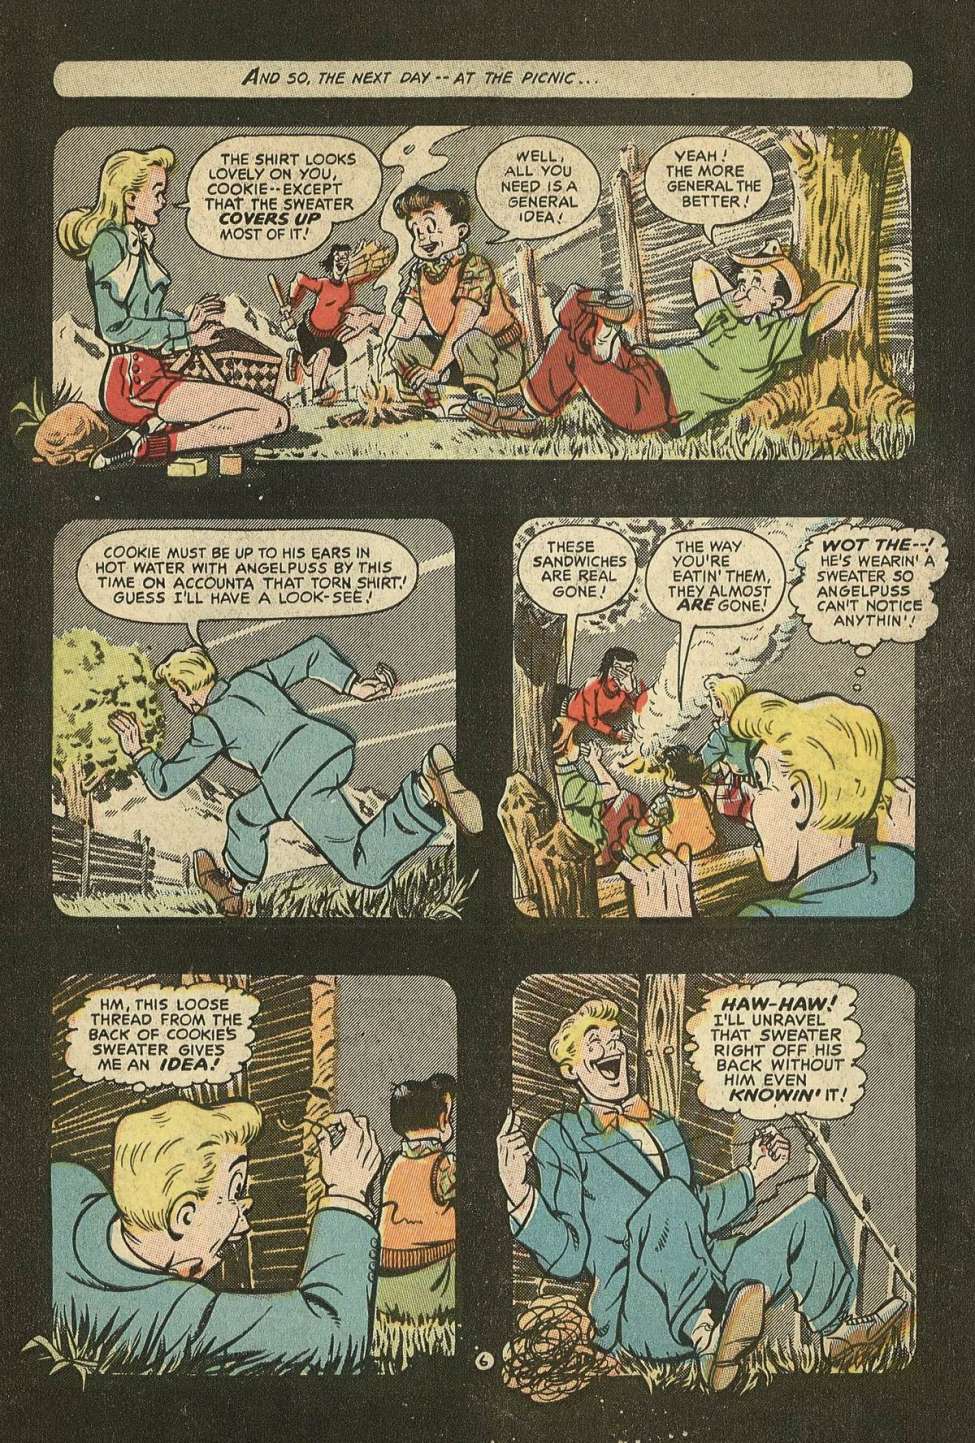 AND SO, THE NEXT DAY -- AT THE PICNIC...
THE SHIRT LOOKS
LOVELY ON YOU,
COOKIE--EXCEPT
THAT THE SWEATER
COVERS UP
MOST OF IT!
WELL,
ALL YOU
NEED IS A
GENERAL
IDEA!
YEAH!
THE MORE
GENERAL THE
BETTER!
COOKIE MUST BE UP TO HIS EARS IN
HOT WATER WITH ANGELPUSS BY THIS
TIME ON ACCOUNTA THAT TORN SHIRT!
GUESS I'LL HAVE A LOOK-SEE!
THESE
SANDWICHES
ARE REAL
GONE!
THE WAY
YOU'RE
EATIN' THEM,
THEY ALMOST
ARE GONE!
WOT THE--!
HE'S WEARIN' A
SWEATER SO
ANGELPUSS
CAN'T NOTICE
ANYTHIN'!
HM, THIS LOOSE
THREAD FROM THE
BACK OF COOKIE'S
SWEATER GIVES
ME AN IDEA!
HAW-HAW!
I'LL UNRAVEL
THAT SWEATER
RIGHT OFF HIS
BACK WITHOUT
HIM EVEN
KNOWIN' IT!
6